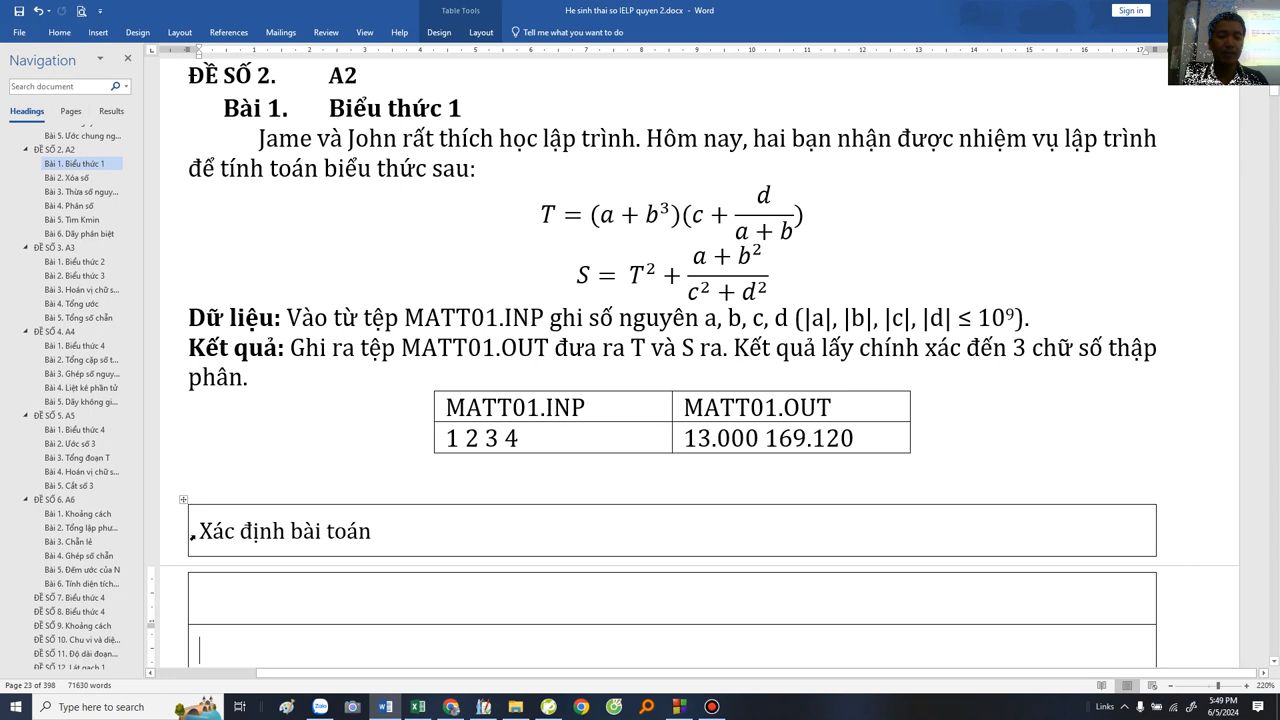 Table Tools
He sinh thai so IELP quyen 2.docx - Word
Sign in
File Home Insert Design Layout References Mailings Review View Help Design Layout Tell me what you want to do
Navigation
Search document
Headings Pages Results
Bài 5. Ước chung ng...
ĐỀ SỐ 2. A2
Bài 1. Biểu thức 1
Bài 2. Xóa số
Bài 3. Thừa số nguy...
Bài 4. Phân số
Bài 5. Tìm Kmin
Bài 6. Dãy phân biệt
ĐỀ SỐ 3. A3
Bài 1. Biểu thức 2
Bài 2. Biểu thức 3
Bài 3. Hoán vị chữ s...
Bài 4. Tổng ước
Bài 5. Tổng số chẵn
ĐỀ SỐ 4. A4
Bài 1. Biểu thức 4
Bài 2. Tổng cặp số t...
Bài 3. Ghép số nguy...
Bài 4. Liệt kê phần tử
Bài 5. Dãy không gi...
ĐỀ SỐ 5. A5
Bài 1. Biểu thức 4
Bài 2. Ước số 3
Bài 3. Tổng đoạn T
Bài 4. Hoán vị chữ s...
Bài 5. Cắt số 3
ĐỀ SỐ 6. A6
Bài 1. Khoảng cách
Bài 2. Tổng lập phư...
Bài 3. Chẵn lẻ
Bài 4. Ghép số chẵn
Bài 5. Đếm ước của N
Bài 6. Tính diện tích...
ĐỀ SỐ 7. Biểu thức 4
ĐỀ SỐ 8. Biểu thức 4
ĐỀ SỐ 9. Khoảng cách
ĐỀ SỐ 10. Chu vi và diệ...
ĐỀ SỐ 11. Độ dài đoạn...
ĐỀ SỐ 12. Lát gạch 1
ĐỀ SỐ 2. A2
Bài 1. Biểu thức 1
Jame và John rất thích học lập trình. Hôm nay, hai bạn nhận được nhiệm vụ lập trình
để tính toán biểu thức sau:
T = (a + b³)(c + d/(a + b))
S = T² + (a + b²)/(c² + d²)
Dữ liệu: Vào từ tệp MATT01.INP ghi số nguyên a, b, c, d (|a|, |b|, |c|, |d| ≤ 10⁹).
Kết quả: Ghi ra tệp MATT01.OUT đưa ra T và S ra. Kết quả lấy chính xác đến 3 chữ số thập
phân.
MATT01.INP MATT01.OUT
1 2 3 4 13.000 169.120
Xác định bài toán
Page 23 of 398 71630 words
220%
Type here to search
Zalo
Links
5:49 PM
6/5/2024